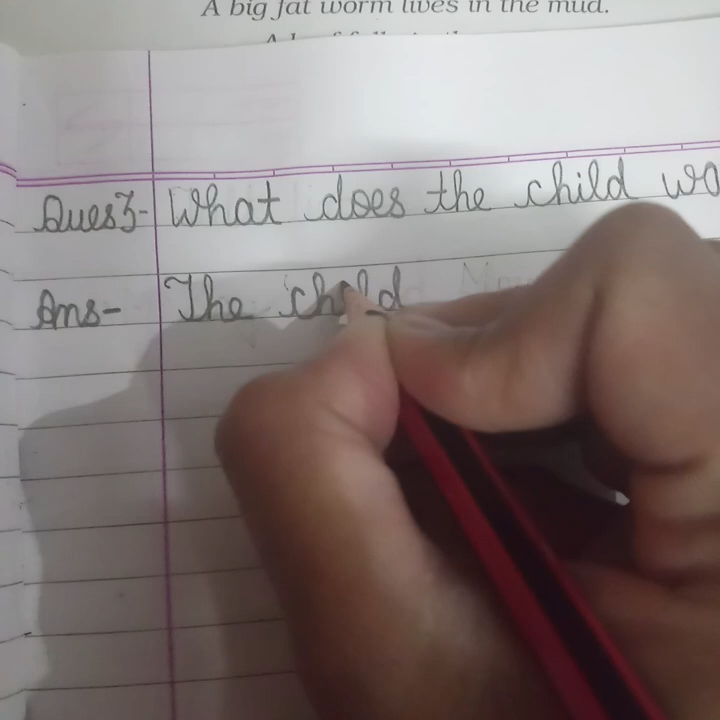 A big fat worm lives in the mud.
Ques3- What does the child
Ans- The child